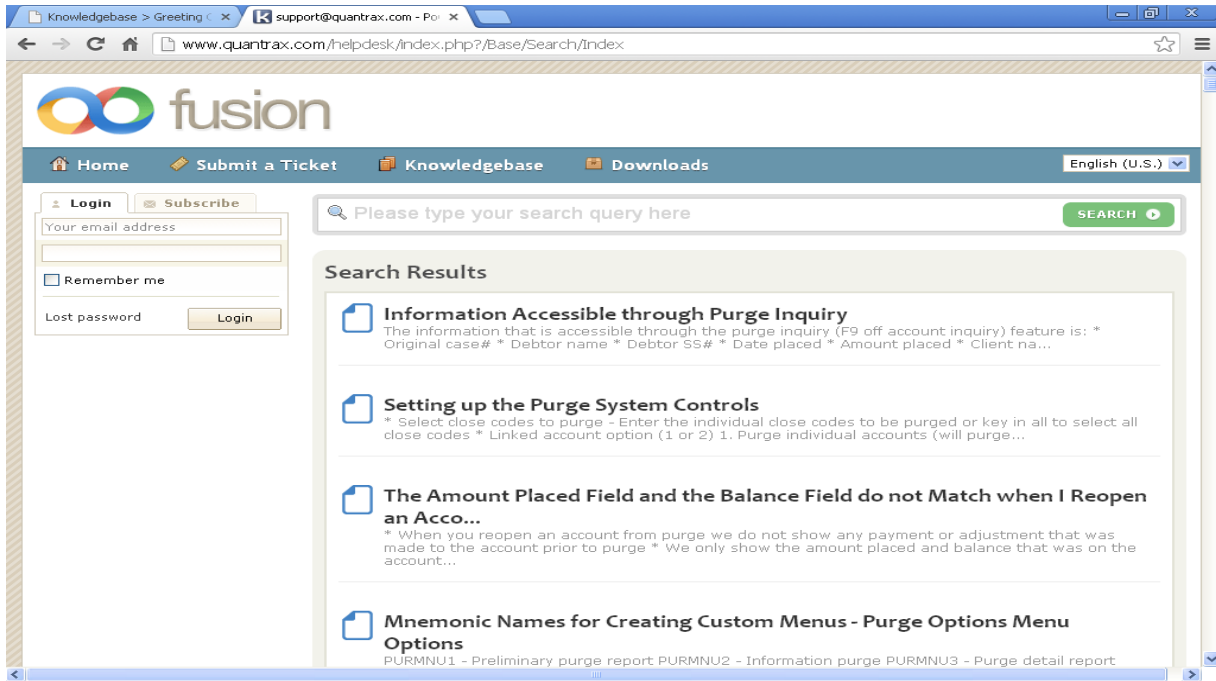 Knowledgebase > Greeting C
support@quantrax.com - Po
www.quantrax.com/helpdesk/index.php?/Base/Search/Index
fusion
Home
Submit a Ticket
Knowledgebase
Downloads
English (U.S.)
Login
Subscribe
Your email address
Remember me
Lost password
Login
Please type your search query here
SEARCH
Search Results
Information Accessible through Purge Inquiry
The information that is accessible through the purge inquiry (F9 off account inquiry) feature is: *
Original case# * Debtor name * Debtor SS# * Date placed * Amount placed * Client na...
Setting up the Purge System Controls
* Select close codes to purge - Enter the individual close codes to be purged or key in all to select all
close codes * Linked account option (1 or 2) 1. Purge individual accounts (will purge...
The Amount Placed Field and the Balance Field do not Match when I Reopen
an Acco...
* When you reopen an account from purge we do not show any payment or adjustment that was
made to the account prior to purge * We only show the amount placed and balance that was on the
account...
Mnemonic Names for Creating Custom Menus - Purge Options Menu
Options
PURMNU1 - Preliminary purge report PURMNU2 - Information purge PURMNU3 - Purge detail report